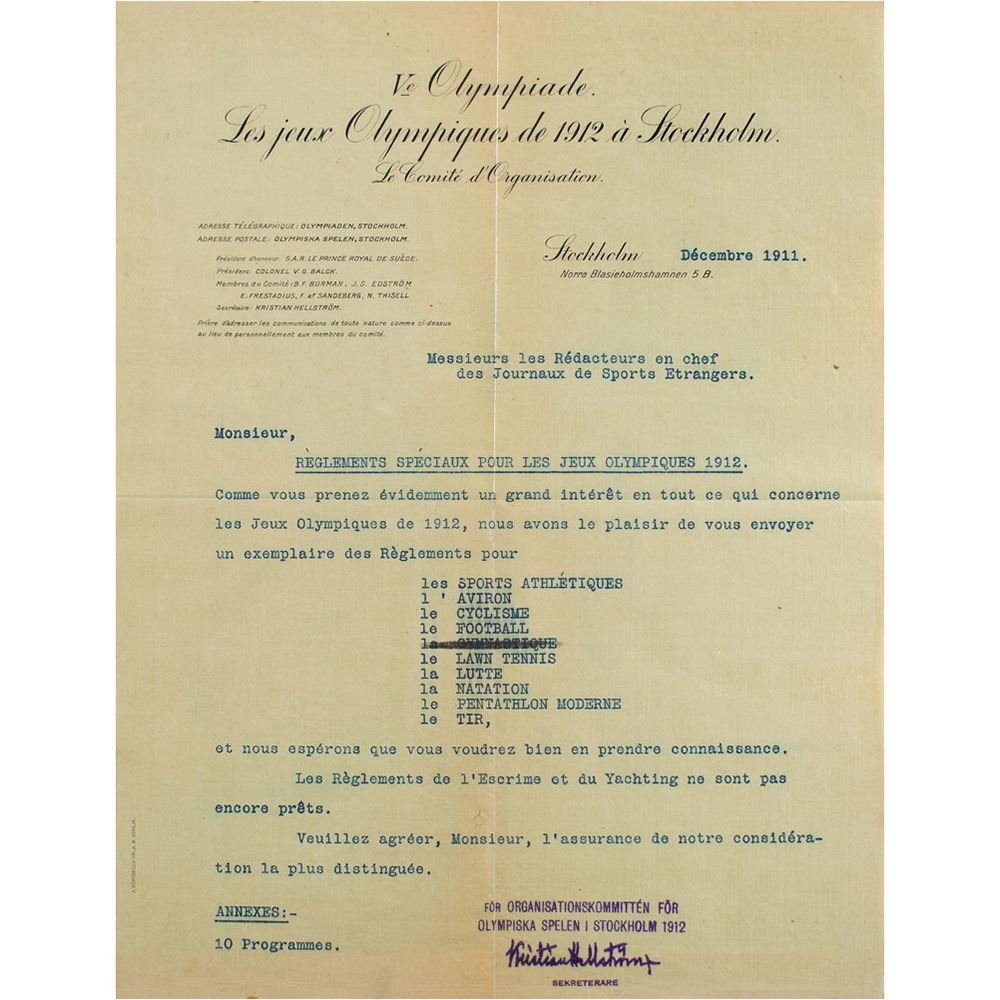 Ve Olympiade.
Les jeux Olympiques de 1912 à Stockholm.
Le Comité d'Organisation.
ADRESSE TÉLÉGRAPHIQUE: OLYMPIADEN, STOCKHOLM.
ADRESSE POSTALE: OLYMPISKA SPELEN, STOCKHOLM.
Président d'honneur: S.A.R. LE PRINCE ROYAL DE SUÈDE.
Président: COLONEL V. G. BALCK.
Membres du Comité: B.F. BURMAN, J.S. EDSTRÖM
E. FRESTADIUS, F. af SANDEBERG, N. THISELL
Secrétaire: KRISTIAN HELLSTRÖM.
Prière d'adresser les communications de toute nature comme ci-dessus
au lieu de personnellement aux membres du comité.
Stockholm Décembre 1911.
Norra Blasieholmshamnen 5 B.
Messieurs les Rédacteurs en chef
des Journaux de Sports Etrangers.
Monsieur,
RÈGLEMENTS SPÉCIAUX POUR LES JEUX OLYMPIQUES 1912.
Comme vous prenez évidemment un grand intérêt en tout ce qui concerne
les Jeux Olympiques de 1912, nous avons le plaisir de vous envoyer
un exemplaire des Règlements pour
les SPORTS ATHLÉTIQUES
l ' AVIRON
le CYCLISME
le FOOTBALL
la GYMNASTIQUE
le LAWN TENNIS
la LUTTE
la NATATION
le PENTATHLON MODERNE
le TIR,
et nous espérons que vous voudrez bien en prendre connaissance.
Les Règlements de l'Escrime et du Yachting ne sont pas
encore prêts.
Veuillez agréer, Monsieur, l'assurance de notre considéra-
tion la plus distinguée.
ANNEXES:-
10 Programmes.
FÖR ORGANISATIONSKOMMITTÉN FÖR
OLYMPISKA SPELEN I STOCKHOLM 1912
Kristian Hellström
SEKRETERARE